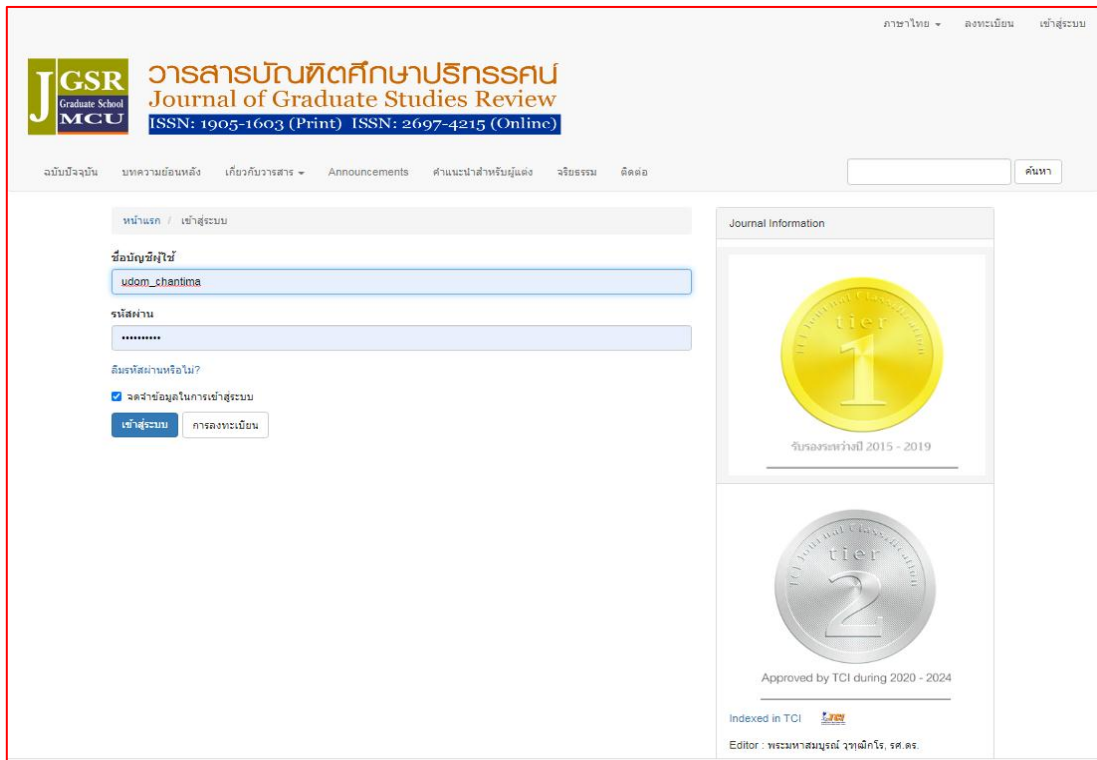 ภาษาไทย ลงทะเบียน เข้าสู่ระบบ
JGSR
Graduate School
MCU
วารสารบัณฑิตศึกษาปริทรรศน์
Journal of Graduate Studies Review
ISSN: 1905-1603 (Print) ISSN: 2697-4215 (Online)
ฉบับปัจจุบัน บทความย้อนหลัง เกี่ยวกับวารสาร Announcements คำแนะนำสำหรับผู้แต่ง จริยธรรม ติดต่อ
ค้นหา
หน้าแรก / เข้าสู่ระบบ
ชื่อบัญชีผู้ใช้
udom_chantima
รหัสผ่าน
••••••••••
ลืมรหัสผ่านหรือไม่?
จดจำข้อมูลในการเข้าสู่ระบบ
เข้าสู่ระบบ การลงทะเบียน
Journal Information
TCI Journal Classification
tier
1
รับรองระหว่างปี 2015 - 2019
TCI Journal Classification
tier
2
Approved by TCI during 2020 - 2024
Indexed in TCI TCI
Editor : พระมหาสมบูรณ์ วุฑฺฒิกโร, รศ.ดร.